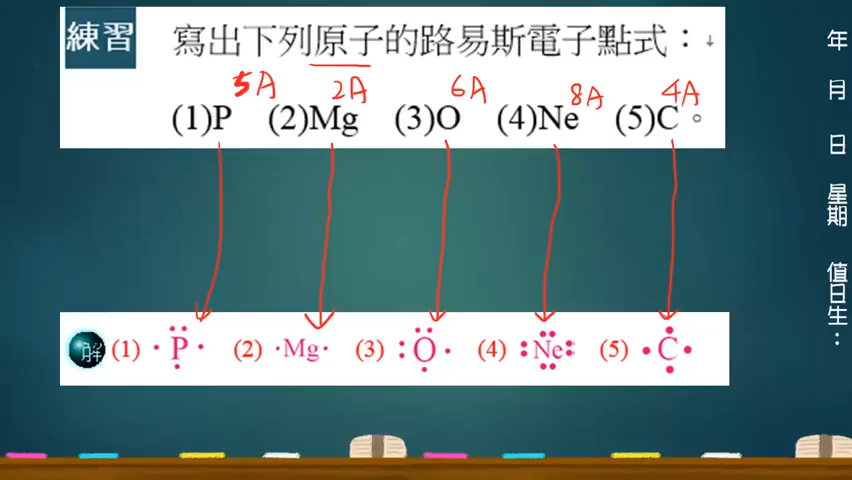 練習
寫出下列原子的路易斯電子點式：↓
5A 2A 6A 8A 4A
(1)P (2)Mg (3)O (4)Ne (5)C。
解 (1) P (2) ·Mg· (3) O (4) Ne (5) C
年
月
日
星期
值日生：